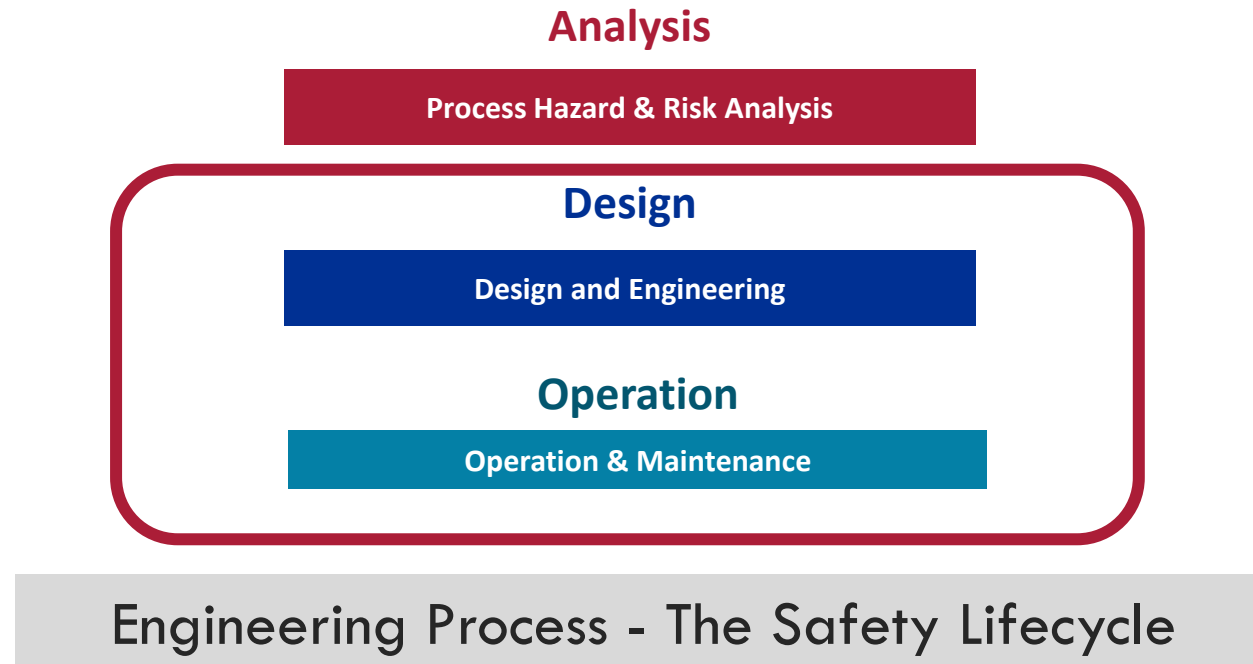 Analysis
Process Hazard & Risk Analysis
Design
Design and Engineering
Operation
Operation & Maintenance
Engineering Process - The Safety Lifecycle